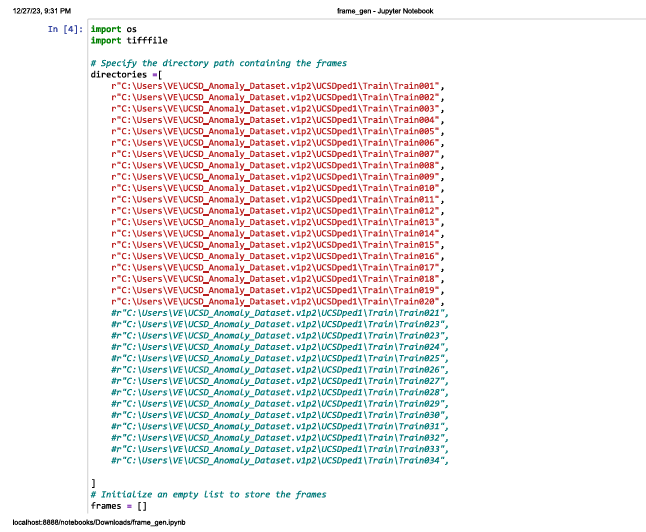 12/27/23, 9:31 PM frame_gen - Jupyter Notebook
In [4]: import os
import tifffile
# Specify the directory path containing the frames
directories =[
r"C:\Users\VE\UCSD_Anomaly_Dataset.v1p2\UCSDped1\Train\Train001",
r"C:\Users\VE\UCSD_Anomaly_Dataset.v1p2\UCSDped1\Train\Train002",
r"C:\Users\VE\UCSD_Anomaly_Dataset.v1p2\UCSDped1\Train\Train003",
r"C:\Users\VE\UCSD_Anomaly_Dataset.v1p2\UCSDped1\Train\Train004",
r"C:\Users\VE\UCSD_Anomaly_Dataset.v1p2\UCSDped1\Train\Train005",
r"C:\Users\VE\UCSD_Anomaly_Dataset.v1p2\UCSDped1\Train\Train006",
r"C:\Users\VE\UCSD_Anomaly_Dataset.v1p2\UCSDped1\Train\Train007",
r"C:\Users\VE\UCSD_Anomaly_Dataset.v1p2\UCSDped1\Train\Train008",
r"C:\Users\VE\UCSD_Anomaly_Dataset.v1p2\UCSDped1\Train\Train009",
r"C:\Users\VE\UCSD_Anomaly_Dataset.v1p2\UCSDped1\Train\Train010",
r"C:\Users\VE\UCSD_Anomaly_Dataset.v1p2\UCSDped1\Train\Train011",
r"C:\Users\VE\UCSD_Anomaly_Dataset.v1p2\UCSDped1\Train\Train012",
r"C:\Users\VE\UCSD_Anomaly_Dataset.v1p2\UCSDped1\Train\Train013",
r"C:\Users\VE\UCSD_Anomaly_Dataset.v1p2\UCSDped1\Train\Train014",
r"C:\Users\VE\UCSD_Anomaly_Dataset.v1p2\UCSDped1\Train\Train015",
r"C:\Users\VE\UCSD_Anomaly_Dataset.v1p2\UCSDped1\Train\Train016",
r"C:\Users\VE\UCSD_Anomaly_Dataset.v1p2\UCSDped1\Train\Train017",
r"C:\Users\VE\UCSD_Anomaly_Dataset.v1p2\UCSDped1\Train\Train018",
r"C:\Users\VE\UCSD_Anomaly_Dataset.v1p2\UCSDped1\Train\Train019",
r"C:\Users\VE\UCSD_Anomaly_Dataset.v1p2\UCSDped1\Train\Train020",
#r"C:\Users\VE\UCSD_Anomaly_Dataset.v1p2\UCSDped1\Train\Train021",
#r"C:\Users\VE\UCSD_Anomaly_Dataset.v1p2\UCSDped1\Train\Train023",
#r"C:\Users\VE\UCSD_Anomaly_Dataset.v1p2\UCSDped1\Train\Train023",
#r"C:\Users\VE\UCSD_Anomaly_Dataset.v1p2\UCSDped1\Train\Train024",
#r"C:\Users\VE\UCSD_Anomaly_Dataset.v1p2\UCSDped1\Train\Train025",
#r"C:\Users\VE\UCSD_Anomaly_Dataset.v1p2\UCSDped1\Train\Train026",
#r"C:\Users\VE\UCSD_Anomaly_Dataset.v1p2\UCSDped1\Train\Train027",
#r"C:\Users\VE\UCSD_Anomaly_Dataset.v1p2\UCSDped1\Train\Train028",
#r"C:\Users\VE\UCSD_Anomaly_Dataset.v1p2\UCSDped1\Train\Train029",
#r"C:\Users\VE\UCSD_Anomaly_Dataset.v1p2\UCSDped1\Train\Train030",
#r"C:\Users\VE\UCSD_Anomaly_Dataset.v1p2\UCSDped1\Train\Train031",
#r"C:\Users\VE\UCSD_Anomaly_Dataset.v1p2\UCSDped1\Train\Train032",
#r"C:\Users\VE\UCSD_Anomaly_Dataset.v1p2\UCSDped1\Train\Train033",
#r"C:\Users\VE\UCSD_Anomaly_Dataset.v1p2\UCSDped1\Train\Train034",
]
# Initialize an empty list to store the frames
frames = []
localhost:8888/notebooks/Downloads/frame_gen.ipynb